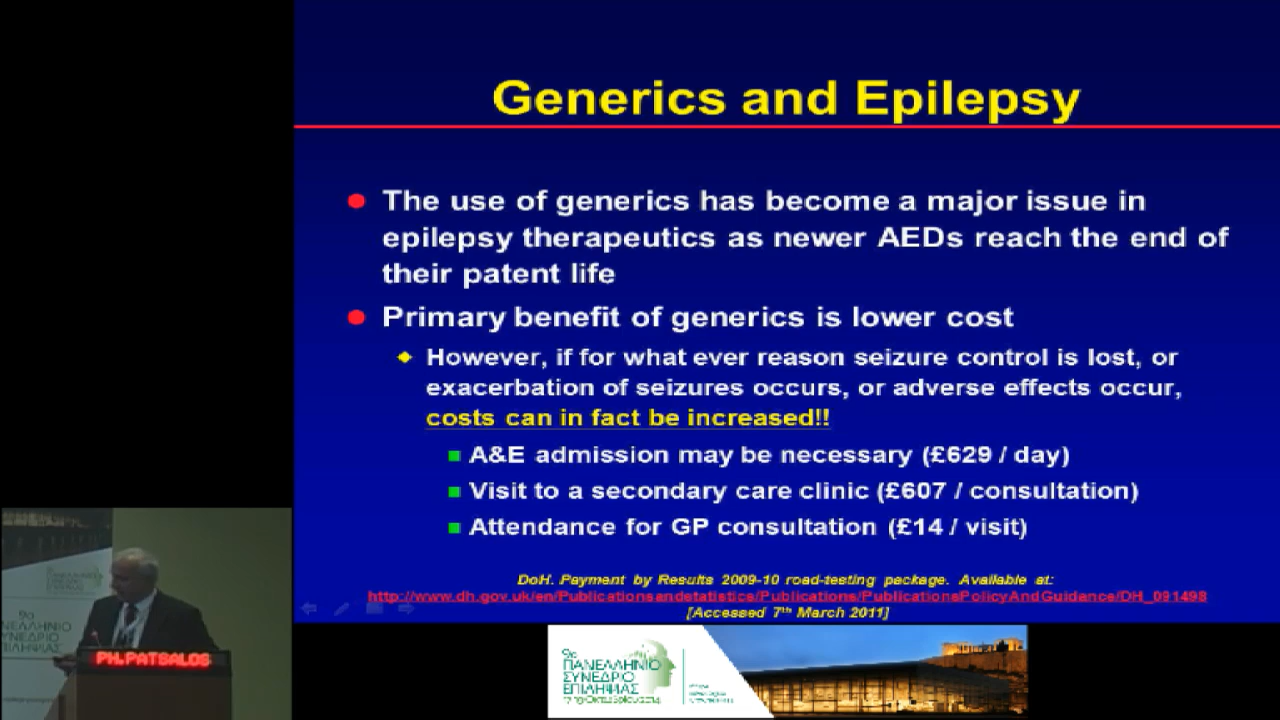 Generics and Epilepsy
The use of generics has become a major issue in
epilepsy therapeutics as newer AEDs reach the end of
their patent life
Primary benefit of generics is lower cost
However, if for what ever reason seizure control is lost, or
exacerbation of seizures occurs, or adverse effects occur,
costs can in fact be increased!!
A&E admission may be necessary (£629 / day)
Visit to a secondary care clinic (£607 / consultation)
Attendance for GP consultation (£14 / visit)
DoH. Payment by Results 2009-10 road-testing package. Available at:
http://www.dh.gov.uk/en/Publicationsandstatistics/Publications/PublicationsPolicyAndGuidance/DH_091498
[Accessed 7th March 2011]
PH.PATSALOS
9ο
ΠΑΝΕΛΛΗΝΙΟ
ΣΥΝΕΔΡΙΟ
ΕΠΙΛΗΨΙΑΣ